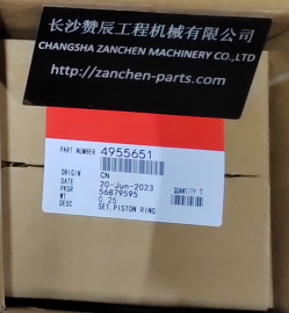 长沙赞辰工程机械有限公司
CHANGSHA ZANCHEN MACHINERY CO.,LTD
http://zanchen-parts.com
PART NUMBER 4955651
ORIGIN CN
DATE 20-Jun-2023
PKGR 56879595
WT 0.25
DESC SET,PISTON RING
QUANTITY 1